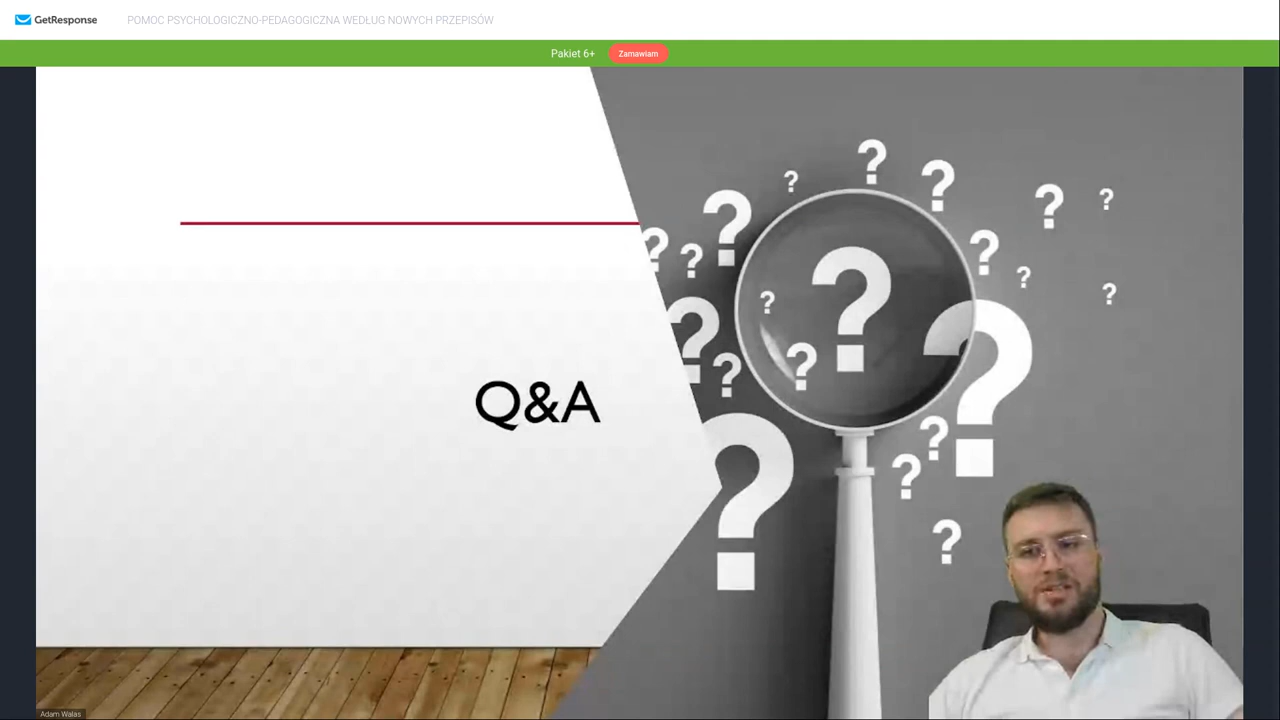 GetResponse
POMOC PSYCHOLOGICZNO-PEDAGOGICZNA WEDŁUG NOWYCH PRZEPISÓW
Pakiet 6+
Zamawiam
Q&A
Adam Walas